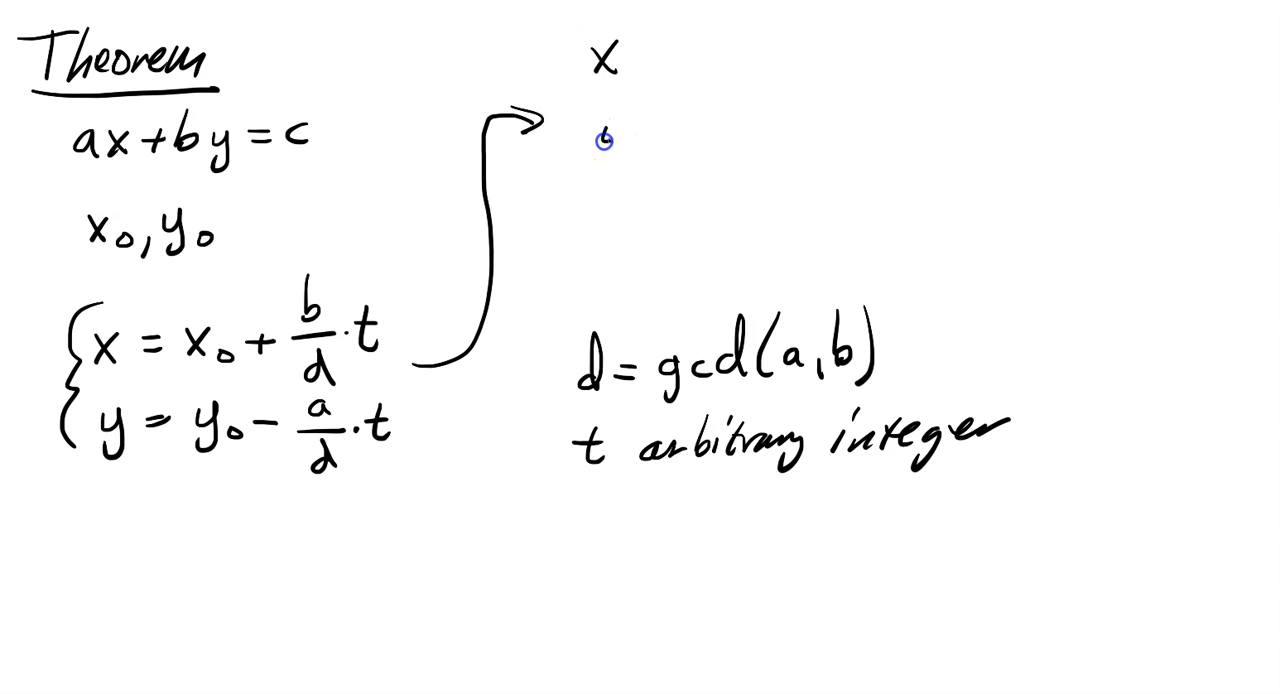 Theorem
ax + by = c
x₀, y₀
x = x₀ + b/d · t
y = y₀ - a/d · t
x
d = gcd(a, b)
t arbitrary integer